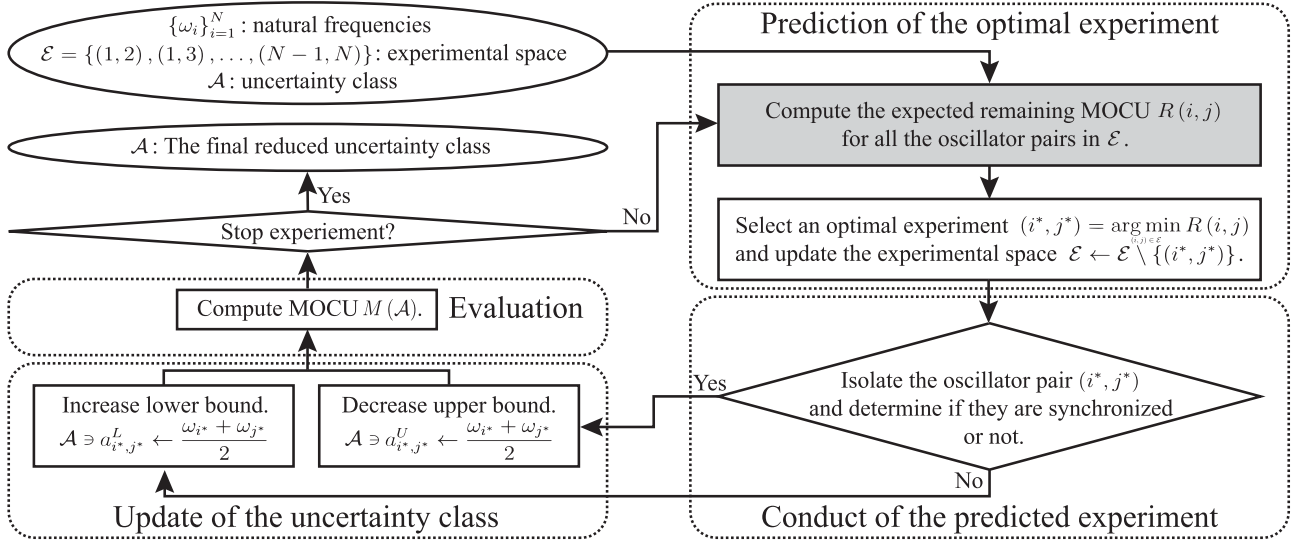 {ω_i}_{i=1}^N : natural frequencies
ℰ = {(1, 2) , (1, 3) , . . . , (N − 1, N)} : experimental space
𝒜 : uncertainty class
𝒜 : The final reduced uncertainty class
Yes
Stop experiement?
No
Compute MOCU M (𝒜).
Evaluation
Increase lower bound.
𝒜 ∋ a^L_{i*,j*} ← (ω_{i*} + ω_{j*})/2
Decrease upper bound.
𝒜 ∋ a^U_{i*,j*} ← (ω_{i*} + ω_{j*})/2
Update of the uncertainty class
Prediction of the optimal experiment
Compute the expected remaining MOCU R (i, j)
for all the oscillator pairs in ℰ .
Select an optimal experiment (i*, j*) = arg min_{(i,j)∈ℰ} R (i, j)
and update the experimental space ℰ ← ℰ \ {(i*, j*)} .
Yes
Isolate the oscillator pair (i*, j*)
and determine if they are synchronized
or not.
No
Conduct of the predicted experiment